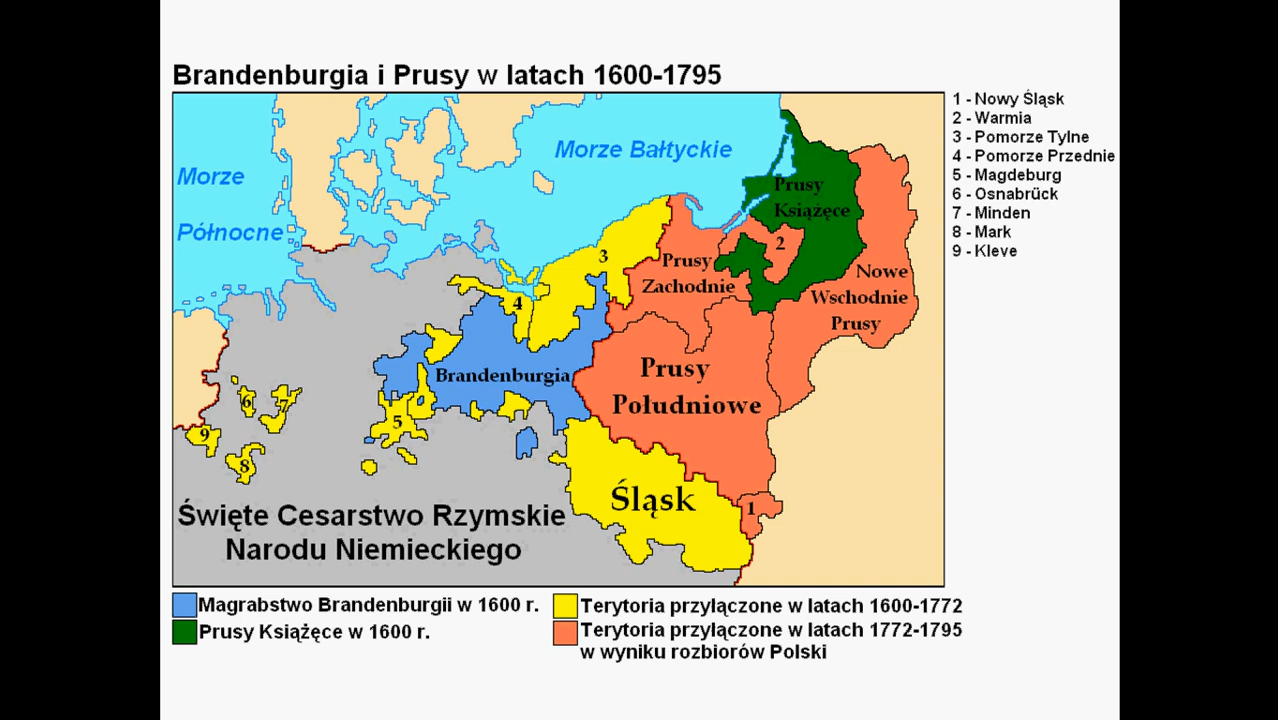 Brandenburgia i Prusy w latach 1600-1795
1 - Nowy Śląsk
2 - Warmia
3 - Pomorze Tylne
4 - Pomorze Przednie
5 - Magdeburg
6 - Osnabrück
7 - Minden
8 - Mark
9 - Kleve
Morze Bałtyckie
Morze
Północne
Prusy
Książęce
3
2
Prusy
Zachodnie
Nowe
Wschodnie
Prusy
4
Brandenburgia
Prusy
Południowe
6
7
5
9
8
Śląsk
1
Święte Cesarstwo Rzymskie
Narodu Niemieckiego
Magrabstwo Brandenburgii w 1600 r.
Prusy Książęce w 1600 r.
Terytoria przyłączone w latach 1600-1772
Terytoria przyłączone w latach 1772-1795
w wyniku rozbiorów Polski